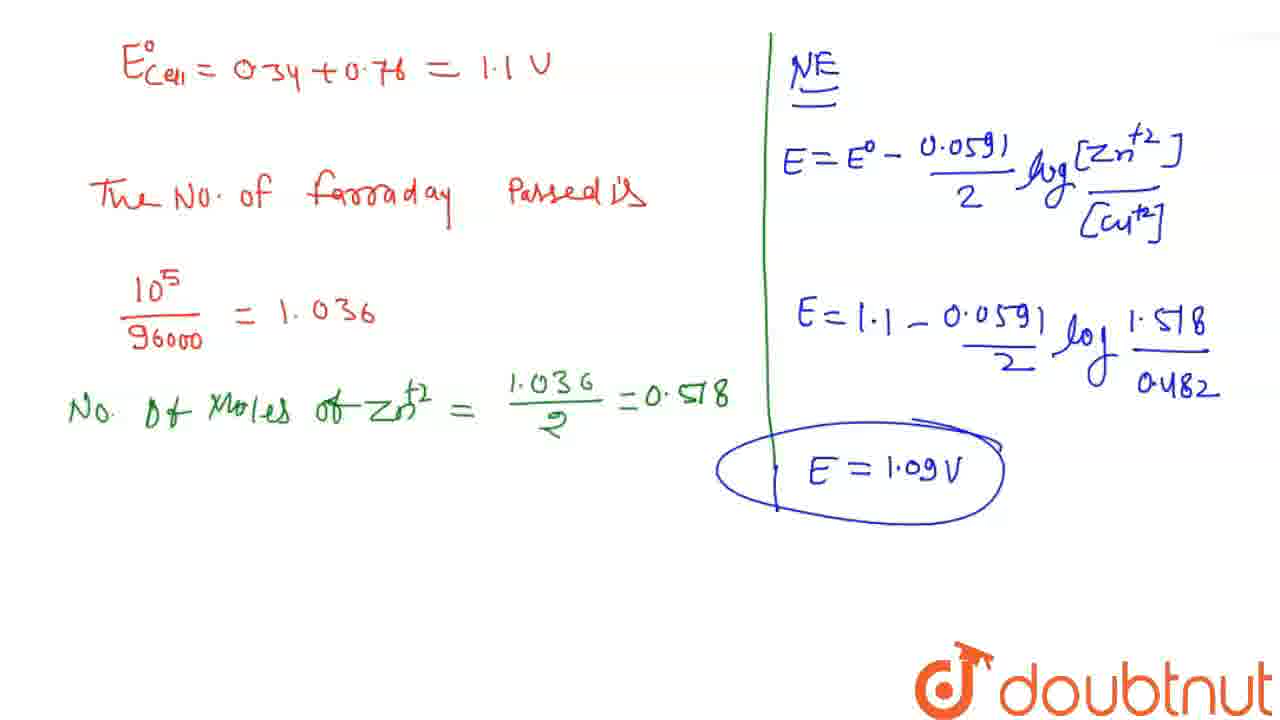 E°Cell = 0.34 + 0.76 = 1.1 V
The No. of farraday Passed is
10^5 / 96000 = 1.036
No. Of Moles of Zn^+2 = 1.036 / 2 = 0.518
NE
E = E° - 0.0591 / 2 log [Zn^+2] / [Cu^+2]
E = 1.1 - 0.0591 / 2 log 1.518 / 0.482
E = 1.09 V
doubtnut